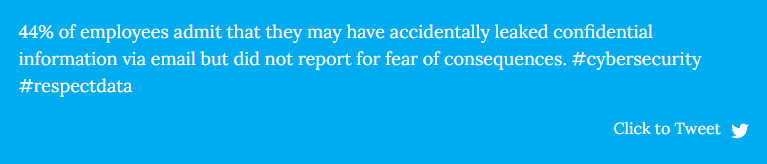 44% of employees admit that they may have accidentally leaked confidential
information via email but did not report for fear of consequences. #cybersecurity
#respectdata
Click to Tweet